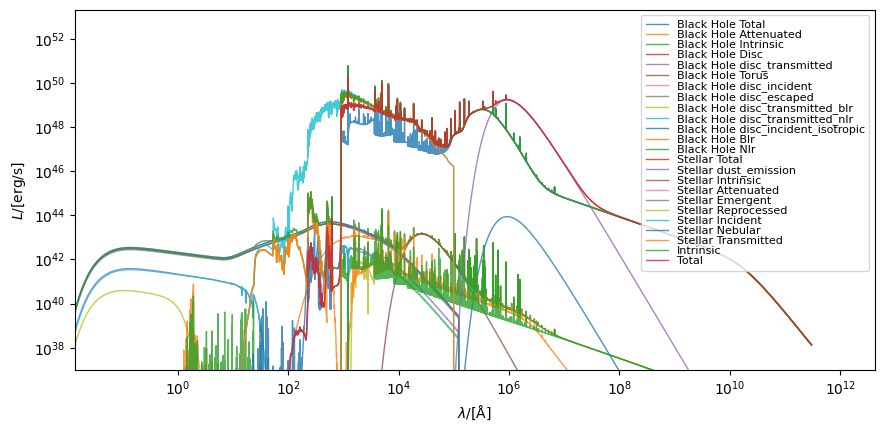 10^52
10^50
10^48
10^46
10^44
10^42
10^40
10^38
L/[erg/s]
Black Hole Total
Black Hole Attenuated
Black Hole Intrinsic
Black Hole Disc
Black Hole disc_transmitted
Black Hole Torus
Black Hole disc_incident
Black Hole disc_escaped
Black Hole disc_transmitted_blr
Black Hole disc_transmitted_nlr
Black Hole disc_incident_isotropic
Black Hole Blr
Black Hole Nlr
Stellar Total
Stellar dust_emission
Stellar Intrinsic
Stellar Attenuated
Stellar Emergent
Stellar Reprocessed
Stellar Incident
Stellar Nebular
Stellar Transmitted
Intrinsic
Total
10^0 10^2 10^4 10^6 10^8 10^10 10^12
λ/[Å]